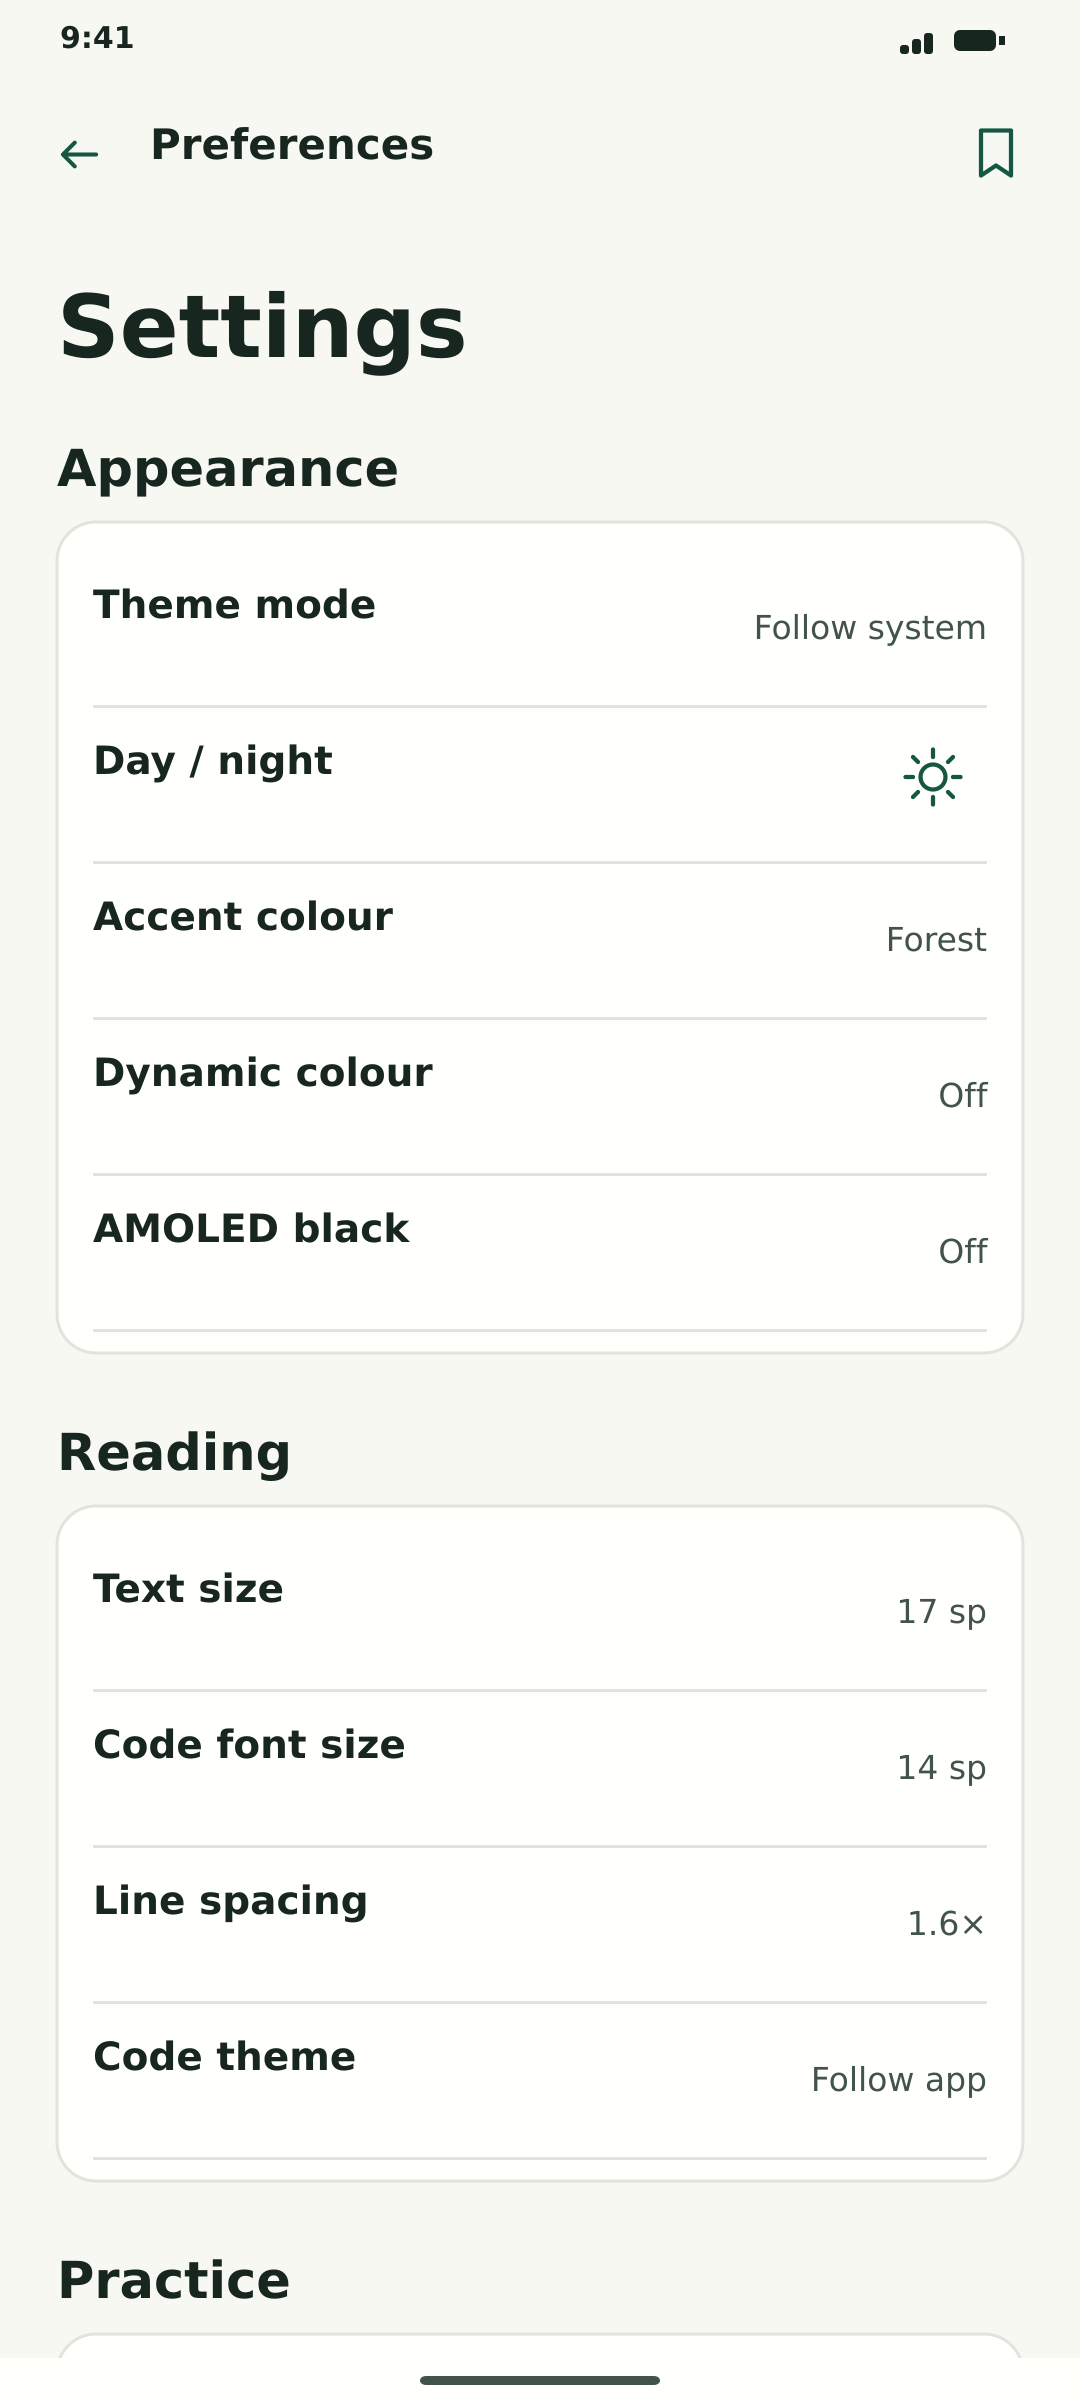 9:41
Preferences
Settings
Appearance
Theme mode
Follow system
Day / night
Accent colour
Forest
Dynamic colour
Off
AMOLED black
Off
Reading
Text size
17 sp
Code font size
14 sp
Line spacing
1.6×
Code theme
Follow app
Practice